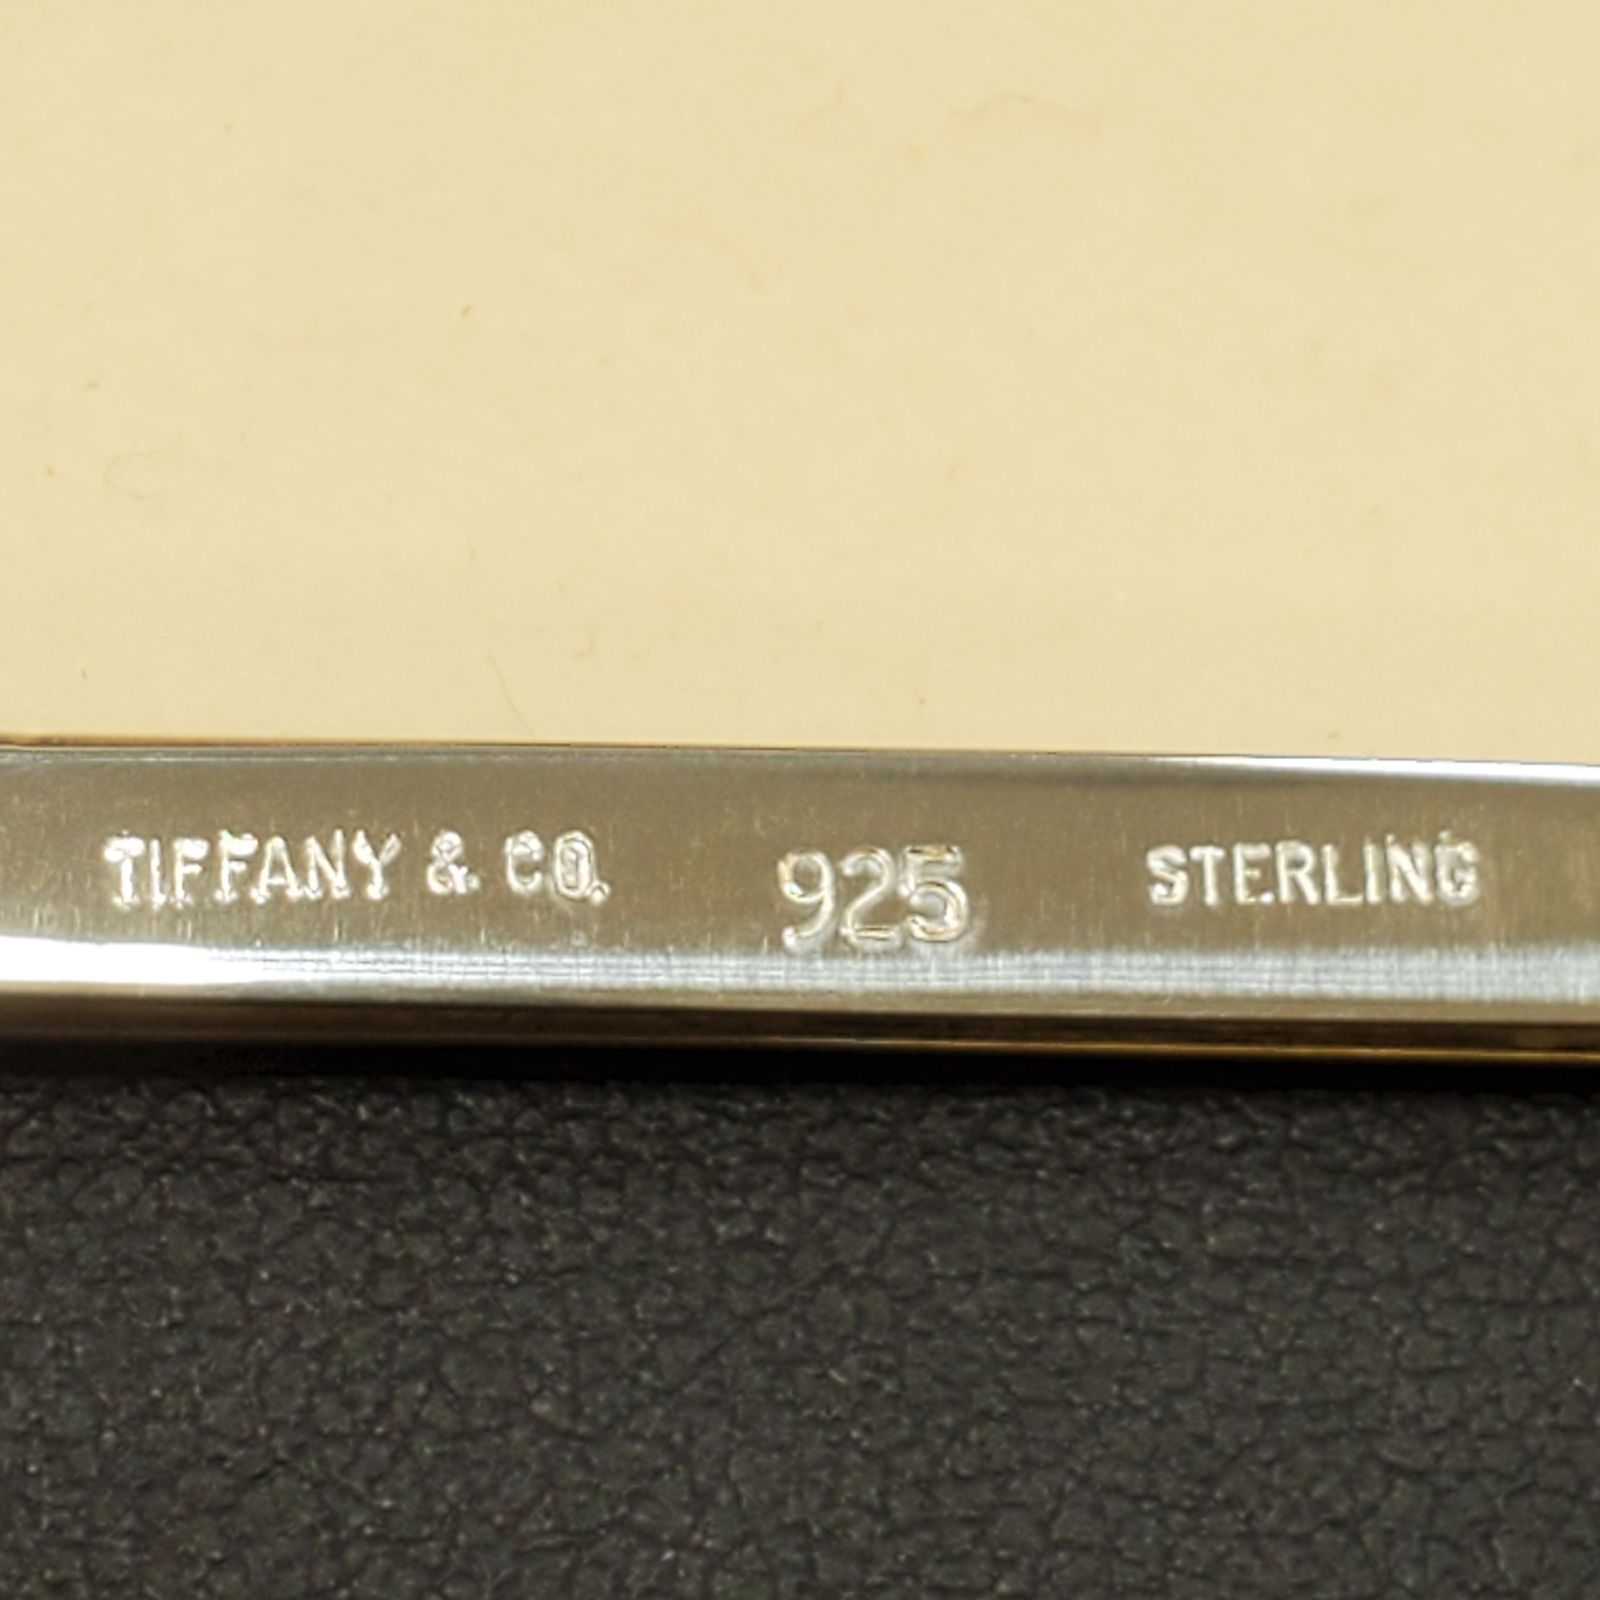 TIFFANY & CO. 925 STERLING